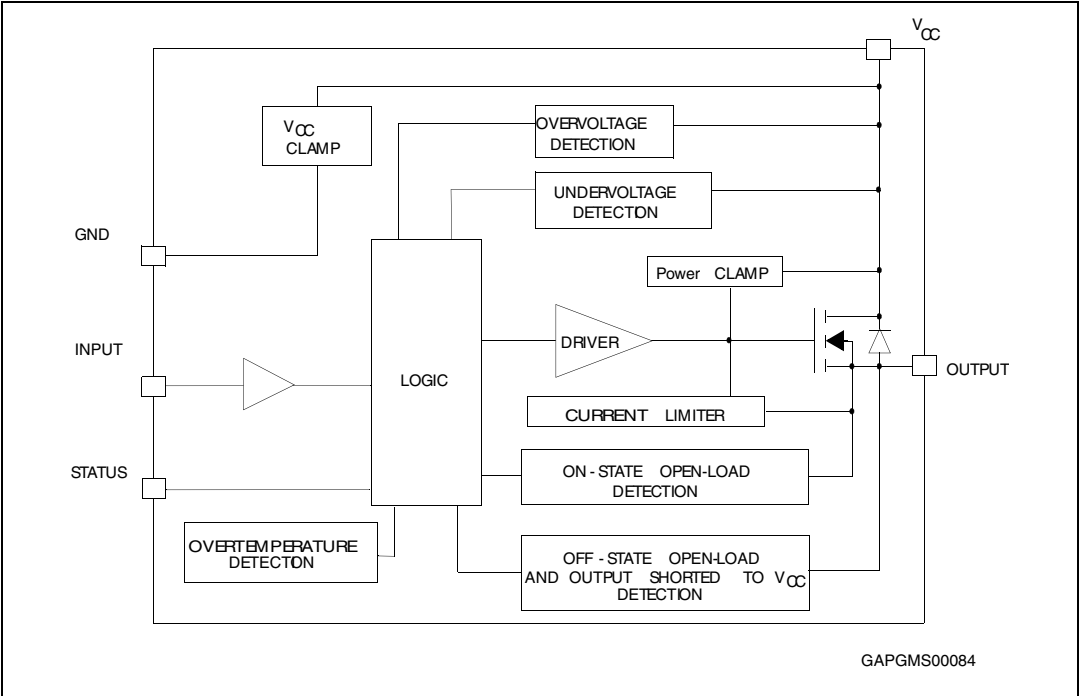 VCC
VCC
CLAMP
OVERVOLTAGE
DETECTION
UNDERVOLTAGE
DETECTION
GND
Power CLAMP
INPUT
DRIVER
LOGIC
OUTPUT
CURRENT LIMITER
STATUS
ON - STATE OPEN-LOAD
DETECTION
OVERTEMPERATURE
DETECTION
OFF - STATE OPEN-LOAD
AND OUTPUT SHORTED TO VCC
DETECTION
GAPGMS00084